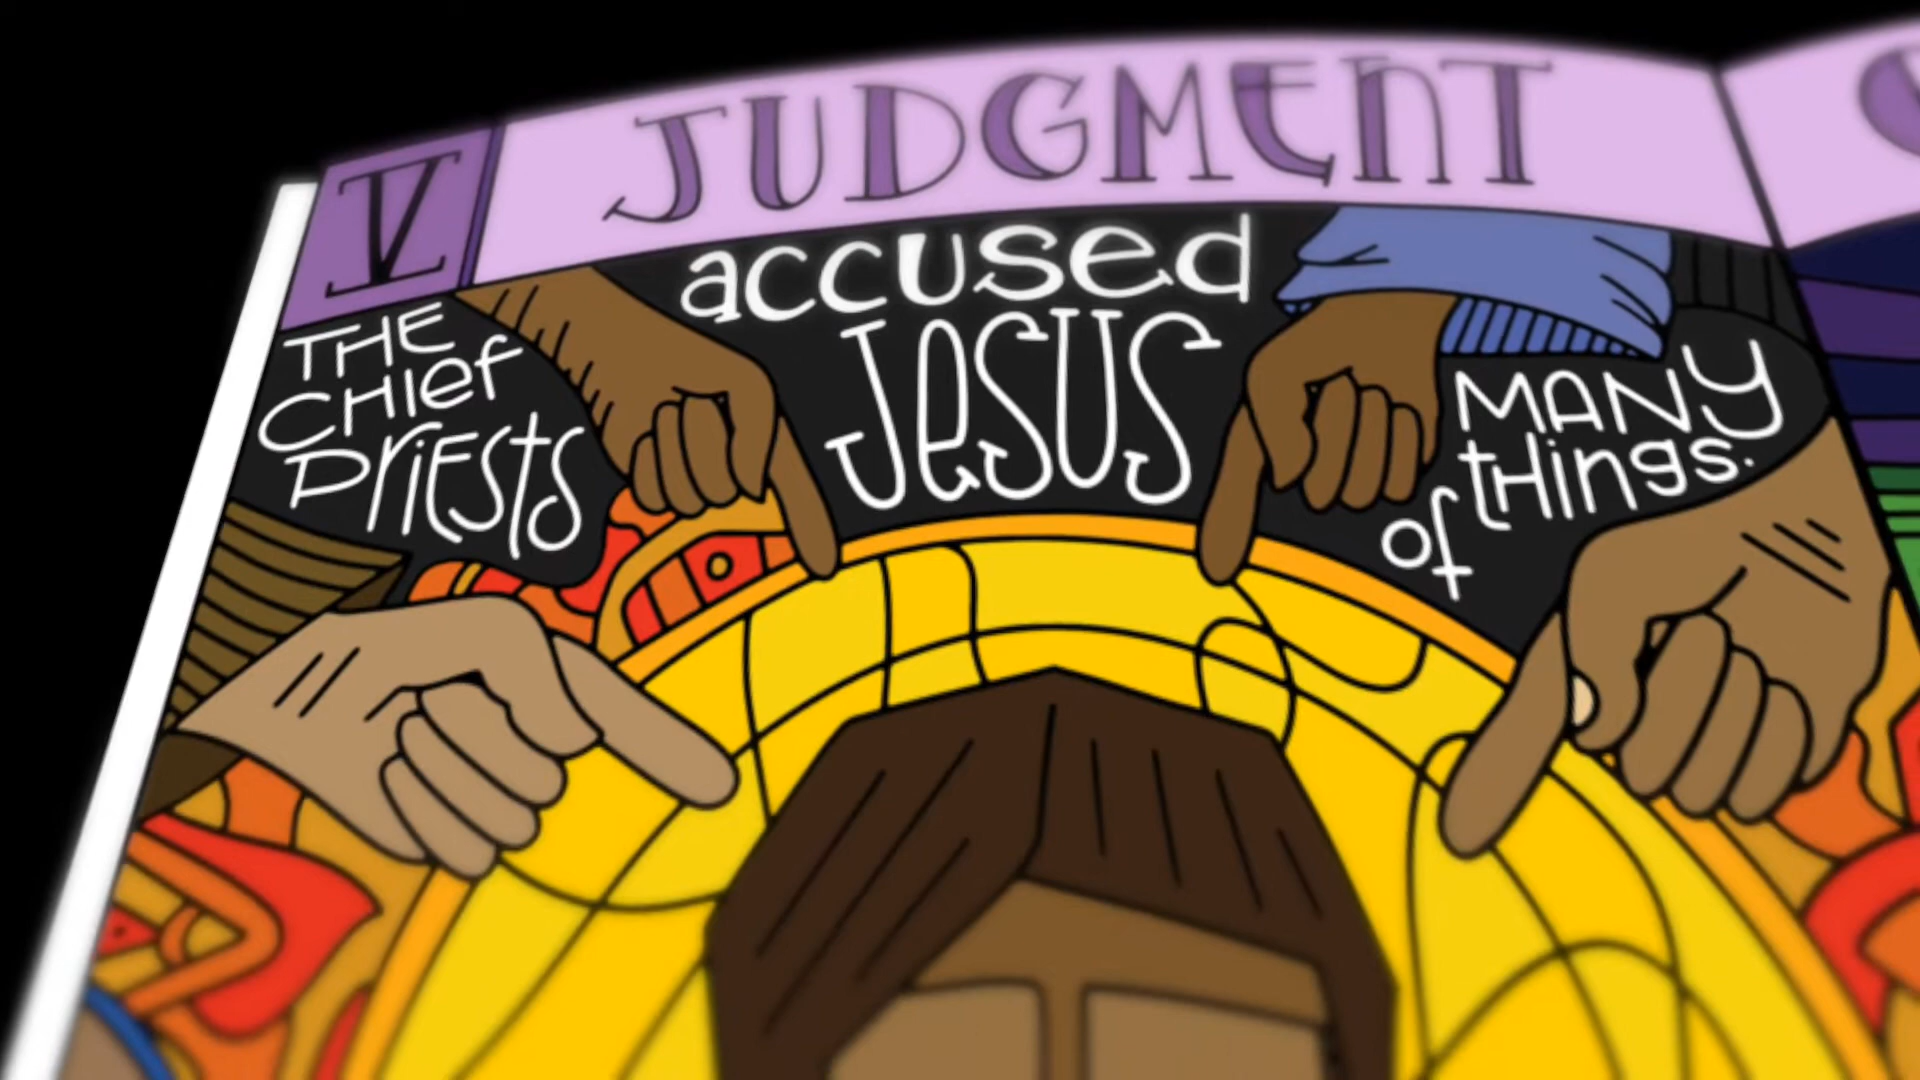 V JUDGMENT
THE
CHIEF
PRIESTS
accused
JESUS
MANY
of tHings.